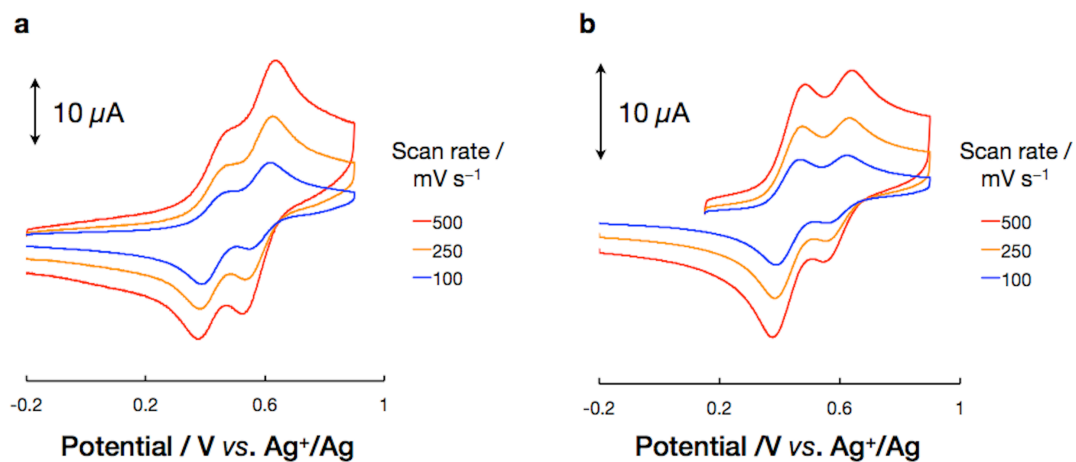 a
10 µA
Scan rate /
mV s⁻¹
500
250
100
-0.2 0.2 0.6 1
Potential / V vs. Ag⁺/Ag
b
10 µA
Scan rate /
mV s⁻¹
500
250
100
-0.2 0.2 0.6 1
Potential /V vs. Ag⁺/Ag